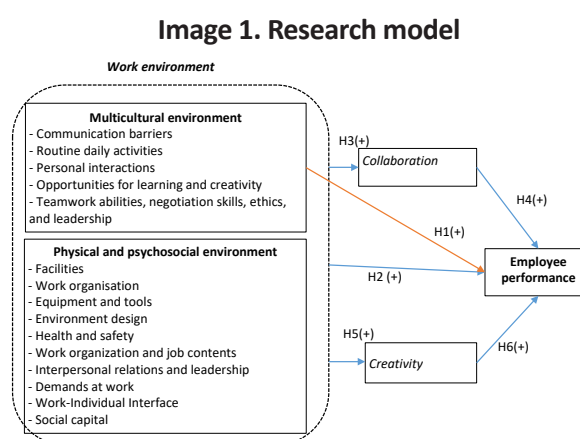 Image 1. Research model
Work environment
Multicultural environment
- Communication barriers
- Routine daily activities
- Personal interactions
- Opportunities for learning and creativity
- Teamwork abilities, negotiation skills, ethics,
and leadership
Physical and psychosocial environment
- Facilities
- Work organisation
- Equipment and tools
- Environment design
- Health and safety
- Work organization and job contents
- Interpersonal relations and leadership
- Demands at work
- Work-Individual Interface
- Social capital
H3(+)
Collaboration
H4(+)
H1(+)
H2 (+)
Employee
performance
H5(+)
Creativity
H6(+)